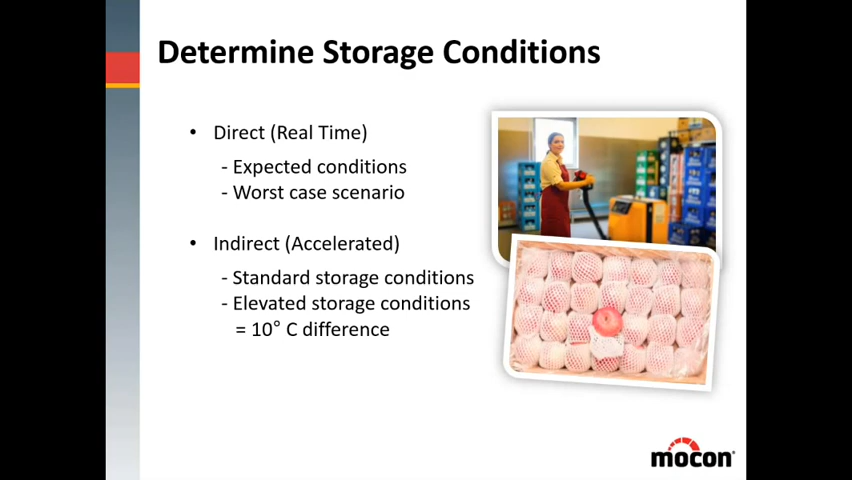 Determine Storage Conditions
• Direct (Real Time)
- Expected conditions
- Worst case scenario
• Indirect (Accelerated)
- Standard storage conditions
- Elevated storage conditions
= 10° C difference
mocon®